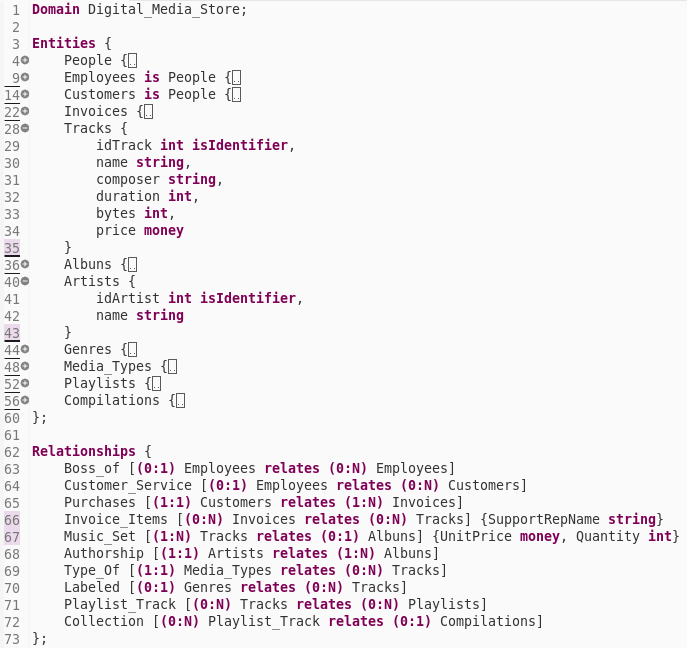 1 Domain Digital_Media_Store;
2
3 Entities {
4 People {..
9 Employees is People {..
14 Customers is People {..
22 Invoices {..
28 Tracks {
29 idTrack int isIdentifier,
30 name string,
31 composer string,
32 duration int,
33 bytes int,
34 price money
35 }
36 Albuns {..
40 Artists {
41 idArtist int isIdentifier,
42 name string
43 }
44 Genres {..
48 Media_Types {..
52 Playlists {..
56 Compilations {..
60 };
61
62 Relationships {
63 Boss_of [(0:1) Employees relates (0:N) Employees]
64 Customer_Service [(0:1) Employees relates (0:N) Customers]
65 Purchases [(1:1) Customers relates (1:N) Invoices]
66 Invoice_Items [(0:N) Invoices relates (0:N) Tracks] {SupportRepName string}
67 Music_Set [(1:N) Tracks relates (0:1) Albuns] {UnitPrice money, Quantity int}
68 Authorship [(1:1) Artists relates (1:N) Albuns]
69 Type_Of [(1:1) Media_Types relates (0:N) Tracks]
70 Labeled [(0:1) Genres relates (0:N) Tracks]
71 Playlist_Track [(0:N) Tracks relates (0:N) Playlists]
72 Collection [(0:N) Playlist_Track relates (0:1) Compilations]
73 };